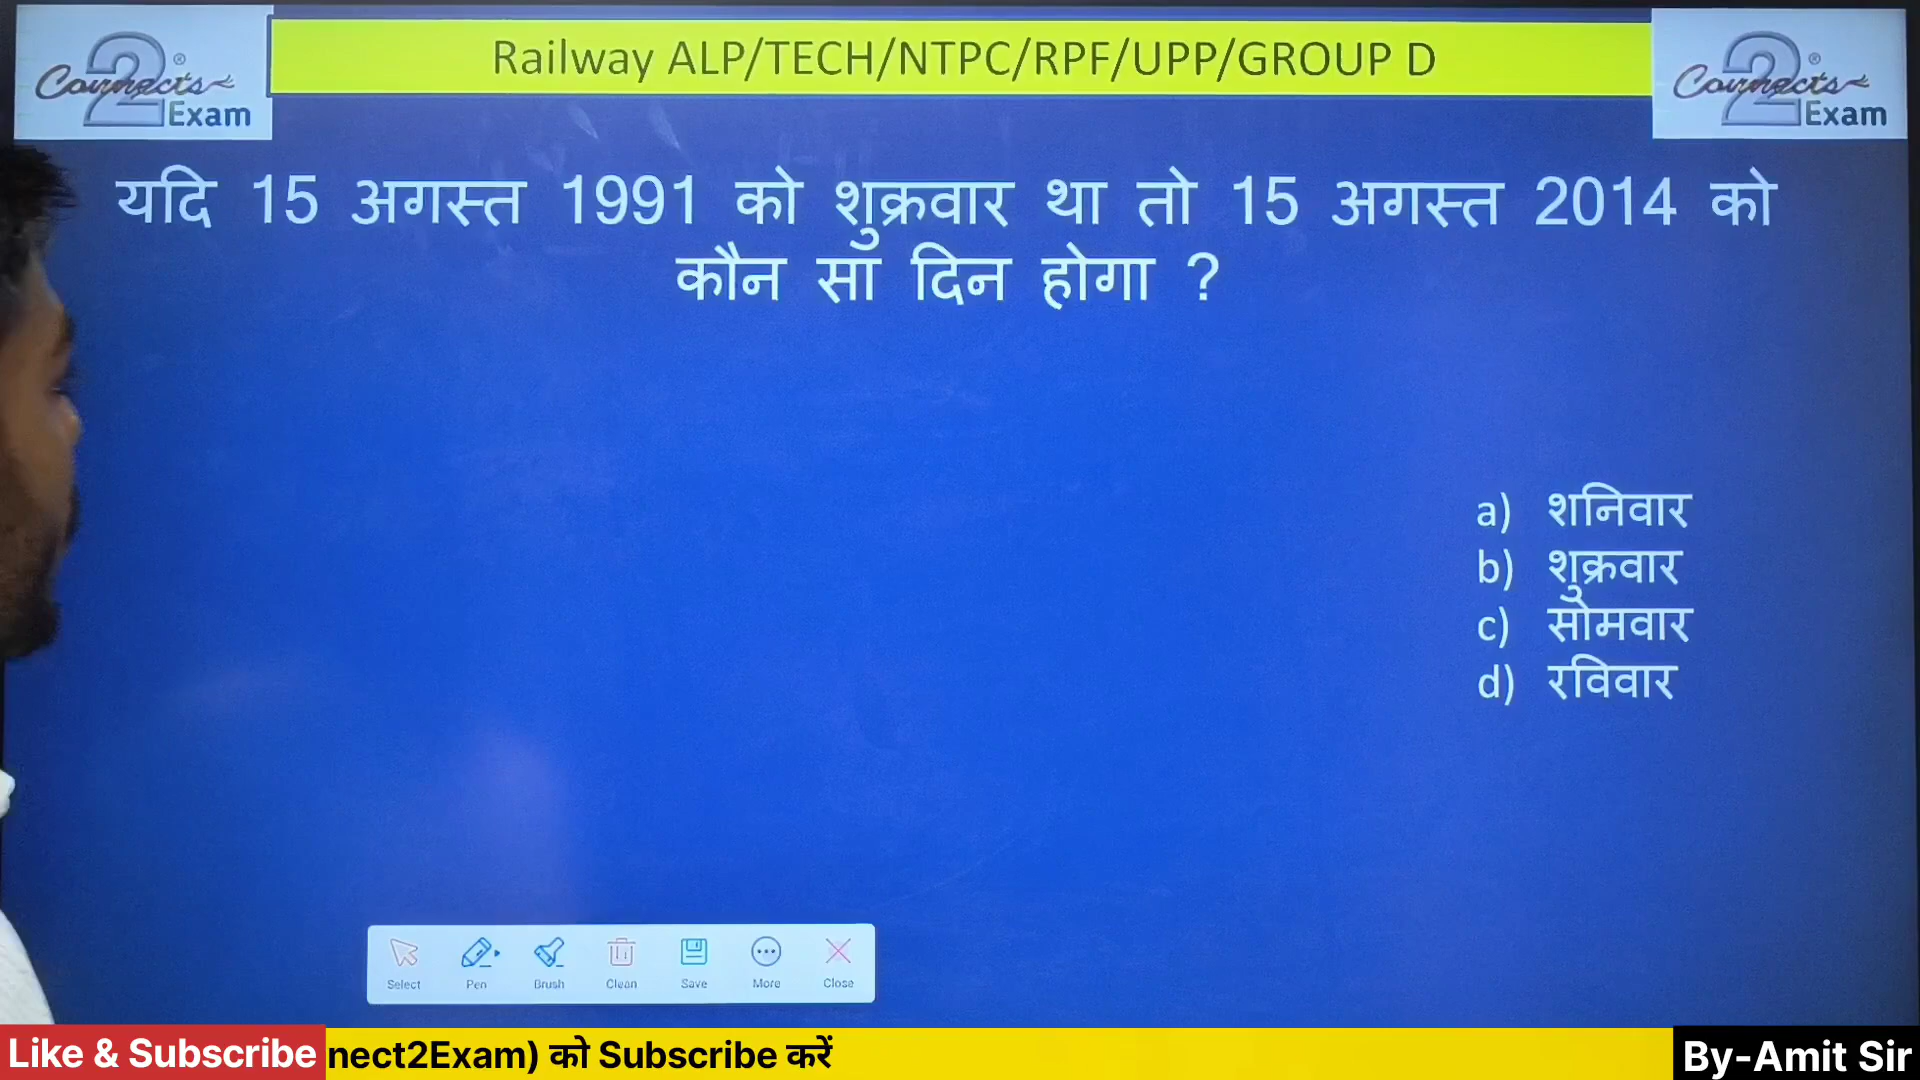 Connects 2 ® Exam
Railway ALP/TECH/NTPC/RPF/UPP/GROUP D
Connects 2 ® Exam
यदि 15 अगस्त 1991 को शुक्रवार था तो 15 अगस्त 2014 को
कौन सा दिन होगा ?
a) शनिवार
b) शुक्रवार
c) सोमवार
d) रविवार
Select Pen Brush Clean Save More Close
Like & Subscribe nect2Exam) को Subscribe करें By-Amit Sir